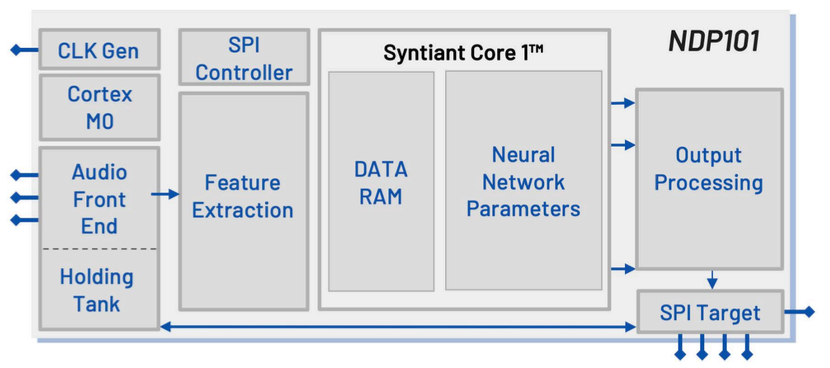 NDP101
CLK Gen
Cortex
M0
Audio
Front
End
Holding
Tank
SPI
Controller
Feature
Extraction
Syntiant Core 1™
DATA
RAM
Neural
Network
Parameters
Output
Processing
SPI Target